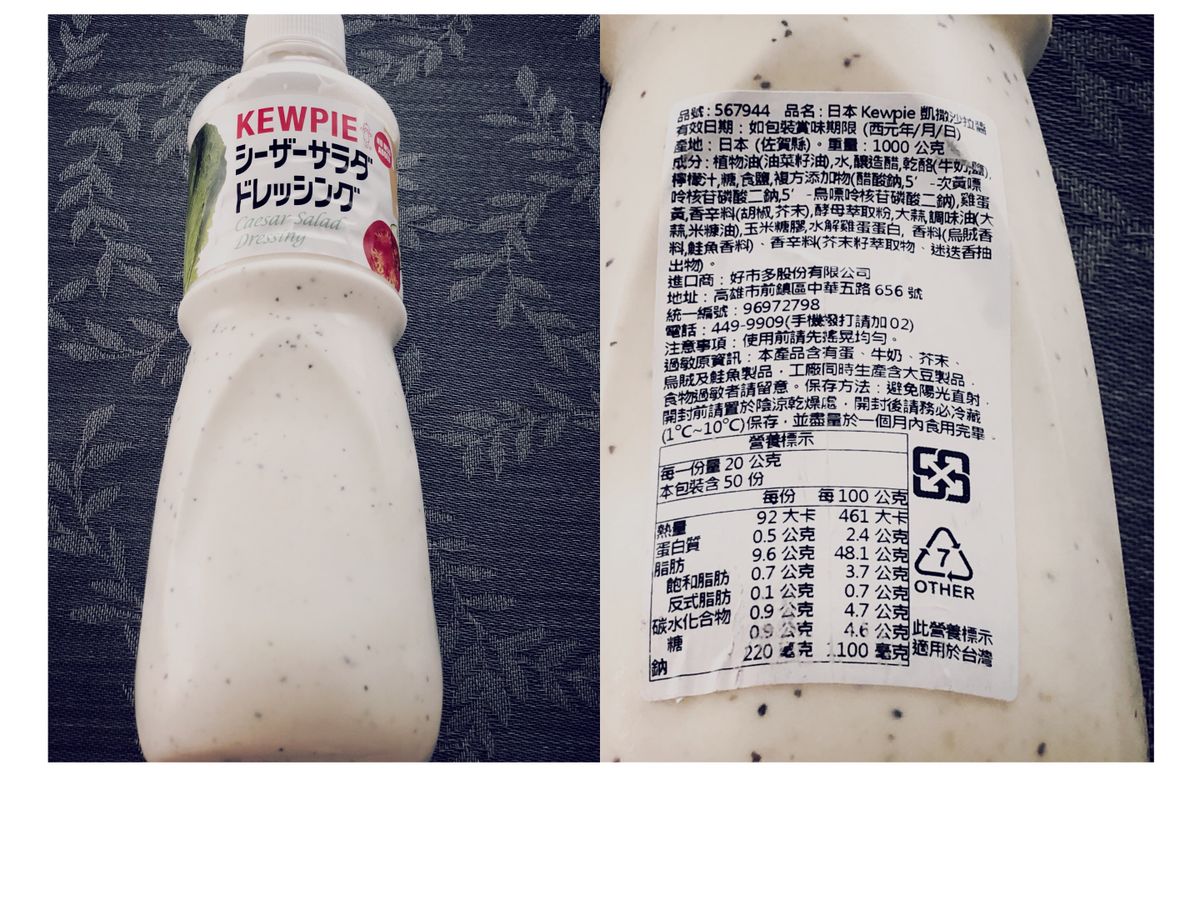 KEWPIE
シーザーサラダ
ドレッシング
Caesar Salad
Dressing
品號:567944 品名:日本 Kewpie 凱撒沙拉醬
有效日期:如包裝賞味期限 (西元年/月/日)
產地:日本 (佐賀縣)。重量:1000 公克
成分:植物油(油菜籽油),水,釀造醋,乾酪(牛奶,鹽),
檸檬汁,糖,食鹽,複方添加物(醋酸鈉,5′-次黃嘌
呤核苷磷酸二鈉,5′-鳥嘌呤核苷磷酸二鈉),雞蛋
黃,香辛料(胡椒,芥末),酵母萃取粉,大蒜,調味油(大
蒜,米糠油),玉米糖膠,水解雞蛋蛋白, 香料(烏賊香
料,鮭魚香料)、香辛料(芥末籽萃取物、迷迭香抽
出物)。
進口商:好市多股份有限公司
地址:高雄市前鎮區中華五路 656 號
統一編號:96972798
電話:449-9909(手機撥打請加 02)
注意事項:使用前請先搖晃均勻。
過敏原資訊:本產品含有蛋、牛奶、芥末、
烏賊及鮭魚製品,工廠同時生產含大豆製品,
食物過敏者請留意。保存方法:避免陽光直射,
開封前請置於陰涼乾燥處,開封後請務必冷藏
(1℃~10℃)保存,並盡量於一個月內食用完畢.
營養標示
每一份量 20 公克
本包裝含 50 份
每份 每 100 公克
熱量 92 大卡 461 大卡
蛋白質 0.5 公克 2.4 公克
脂肪 9.6 公克 48.1 公克
飽和脂肪 0.7 公克 3.7 公克
反式脂肪 0.1 公克 0.7 公克
碳水化合物 0.9 公克 4.7 公克
糖 0.9 公克 4.6 公克
鈉 220 毫克 1100 毫克
7
OTHER
此營養標示
適用於台灣